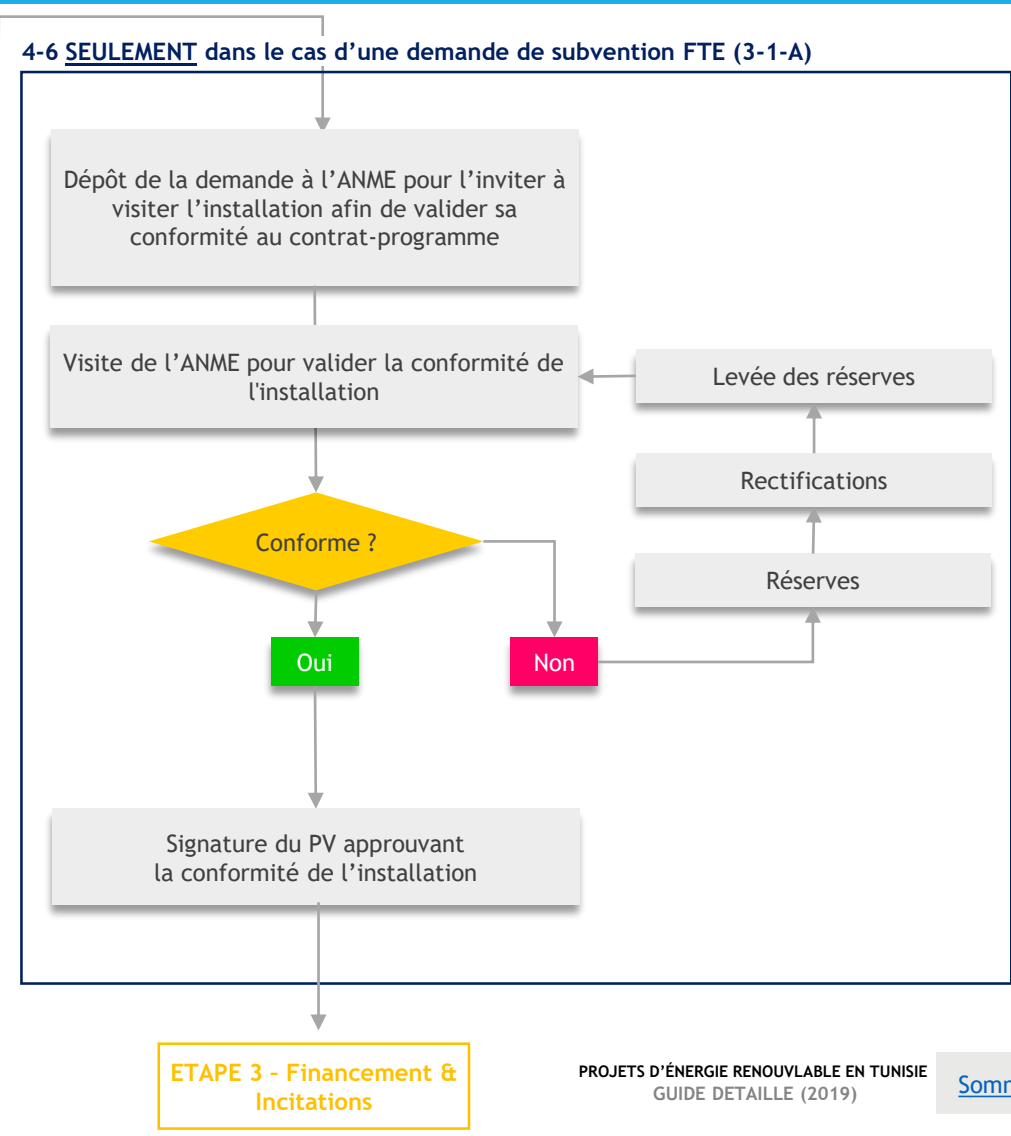 4-6 SEULEMENT dans le cas d’une demande de subvention FTE (3-1-A)
Dépôt de la demande à l’ANME pour l’inviter à
visiter l’installation afin de valider sa
conformité au contrat-programme
Visite de l’ANME pour valider la conformité de
l'installation
Levée des réserves
Rectifications
Réserves
Conforme ?
Oui
Non
Signature du PV approuvant
la conformité de l’installation
ETAPE 3 - Financement &
Incitations
PROJETS D’ÉNERGIE RENOUVLABLE EN TUNISIE
GUIDE DETAILLE (2019)